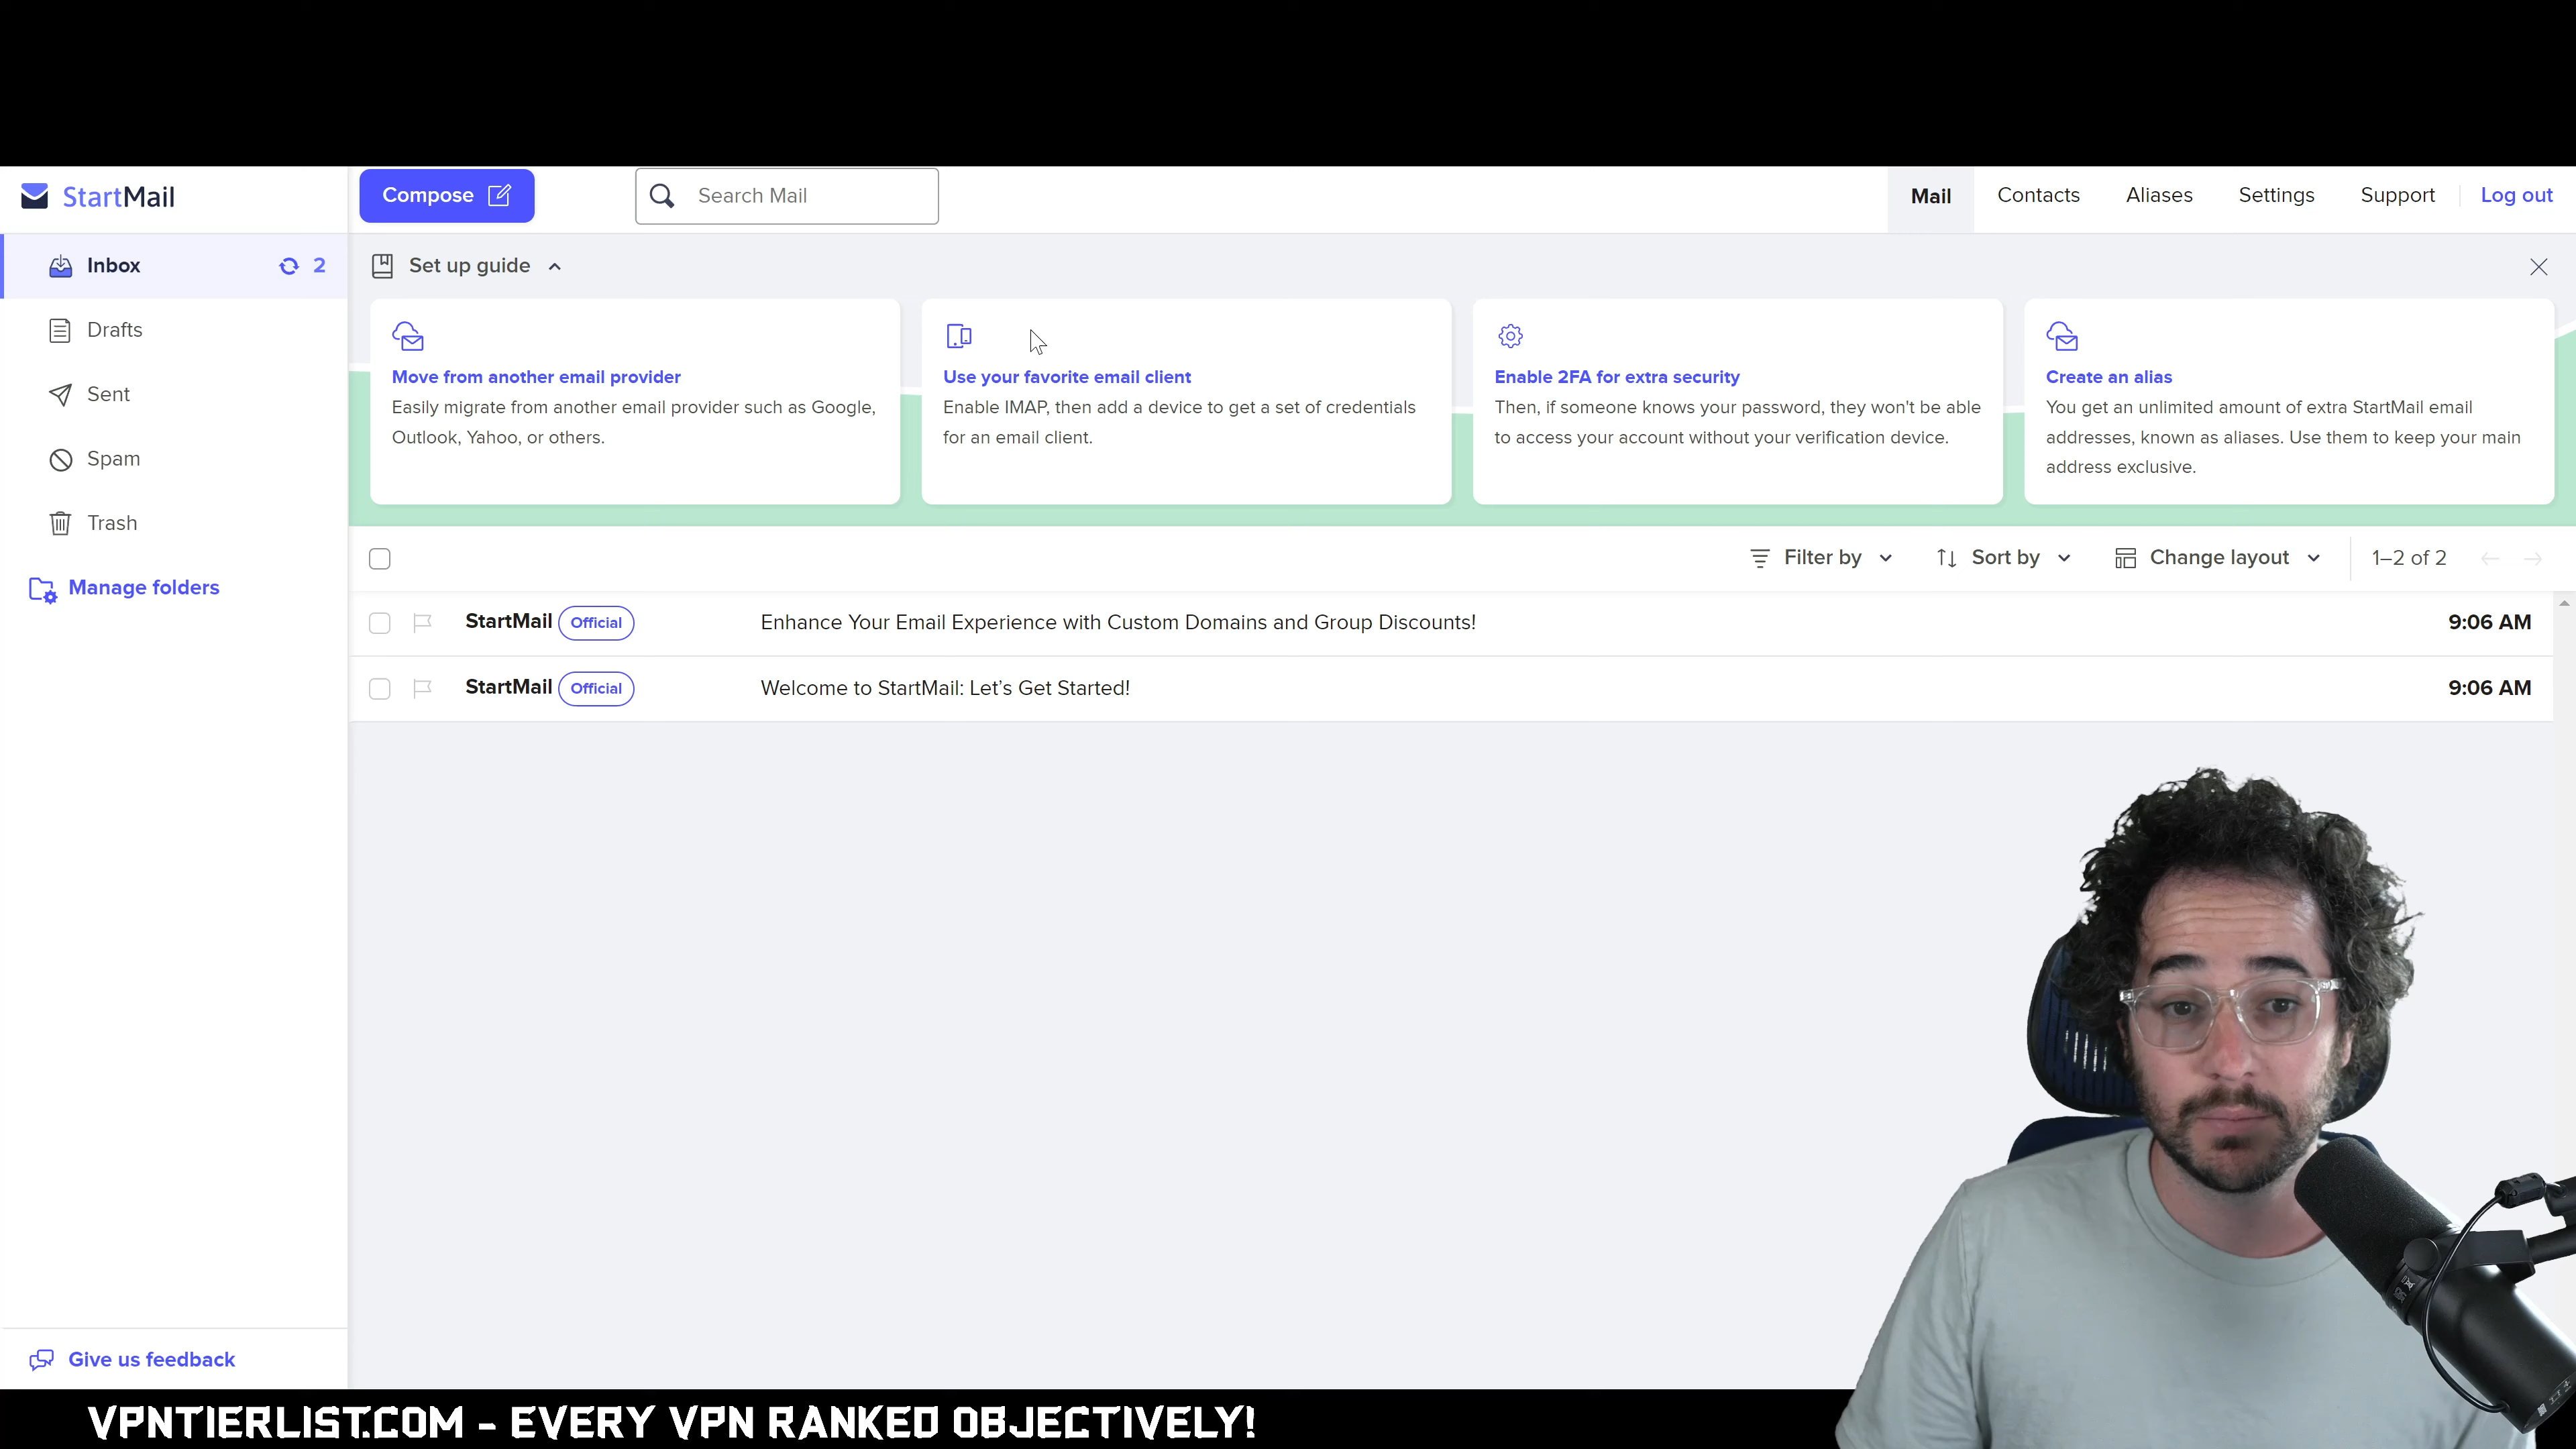 StartMail
Compose
Search Mail
Mail
Contacts
Aliases
Settings
Support
Log out
Inbox
2
Drafts
Sent
Spam
Trash
Manage folders
Set up guide
Move from another email provider
Easily migrate from another email provider such as Google,
Outlook, Yahoo, or others.
Use your favorite email client
Enable IMAP, then add a device to get a set of credentials
for an email client.
Enable 2FA for extra security
Then, if someone knows your password, they won't be able
to access your account without your verification device.
Create an alias
You get an unlimited amount of extra StartMail email
addresses, known as aliases. Use them to keep your main
address exclusive.
Filter by
Sort by
Change layout
1–2 of 2
StartMail Official Enhance Your Email Experience with Custom Domains and Group Discounts! 9:06 AM
StartMail Official Welcome to StartMail: Let’s Get Started! 9:06 AM
Give us feedback
VPNTIERLIST.COM - EVERY VPN RANKED OBJECTIVELY!